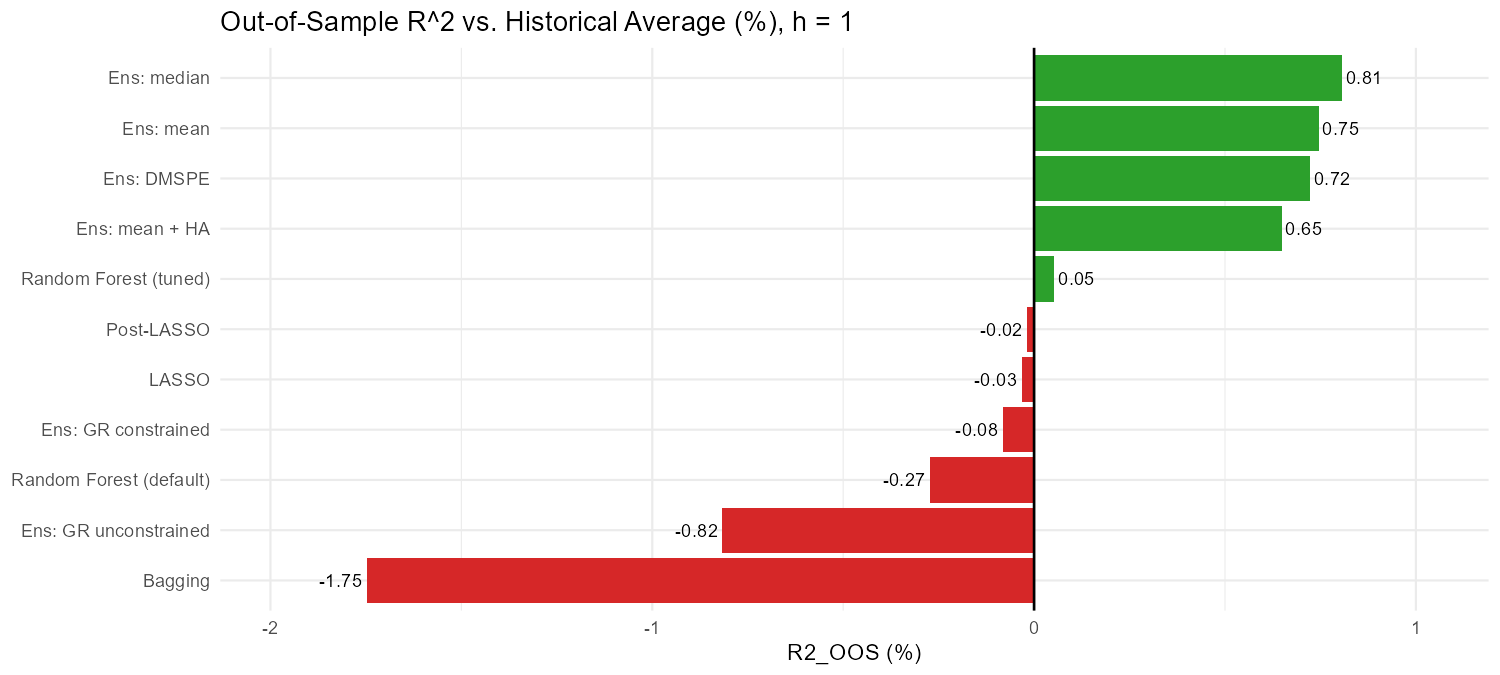 Out-of-Sample R^2 vs. Historical Average (%), h = 1
Ens: median 0.81
Ens: mean 0.75
Ens: DMSPE 0.72
Ens: mean + HA 0.65
Random Forest (tuned) 0.05
Post-LASSO -0.02
LASSO -0.03
Ens: GR constrained -0.08
Random Forest (default) -0.27
Ens: GR unconstrained -0.82
Bagging -1.75
-2 -1 0 1
R2_OOS (%)